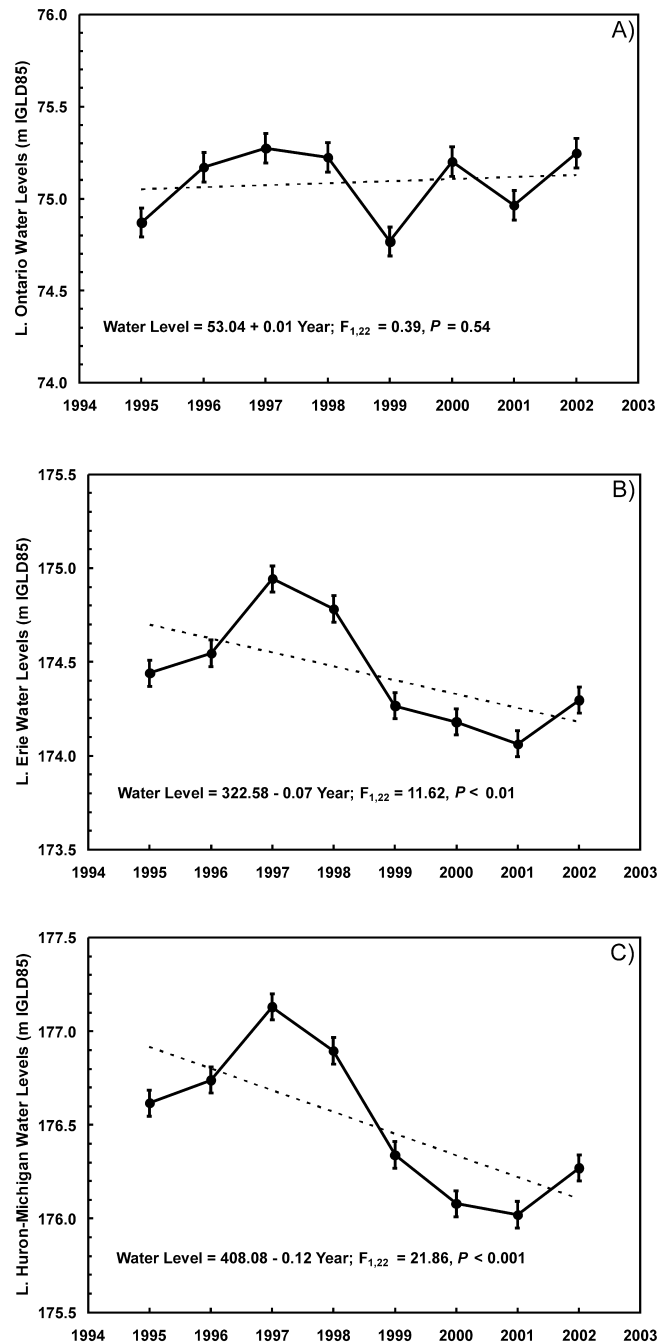 A)
L. Ontario Water Levels (m IGLD85)
76.0
75.5
75.0
74.5
74.0
Water Level = 53.04 + 0.01 Year; F1,22 = 0.39, P = 0.54
1994 1995 1996 1997 1998 1999 2000 2001 2002 2003
B)
L. Erie Water Levels (m IGLD85)
175.5
175.0
174.5
174.0
173.5
Water Level = 322.58 - 0.07 Year; F1,22 = 11.62, P < 0.01
1994 1995 1996 1997 1998 1999 2000 2001 2002 2003
C)
L. Huron-Michigan Water Levels (m IGLD85)
177.5
177.0
176.5
176.0
175.5
Water Level = 408.08 - 0.12 Year; F1,22 = 21.86, P < 0.001
1994 1995 1996 1997 1998 1999 2000 2001 2002 2003